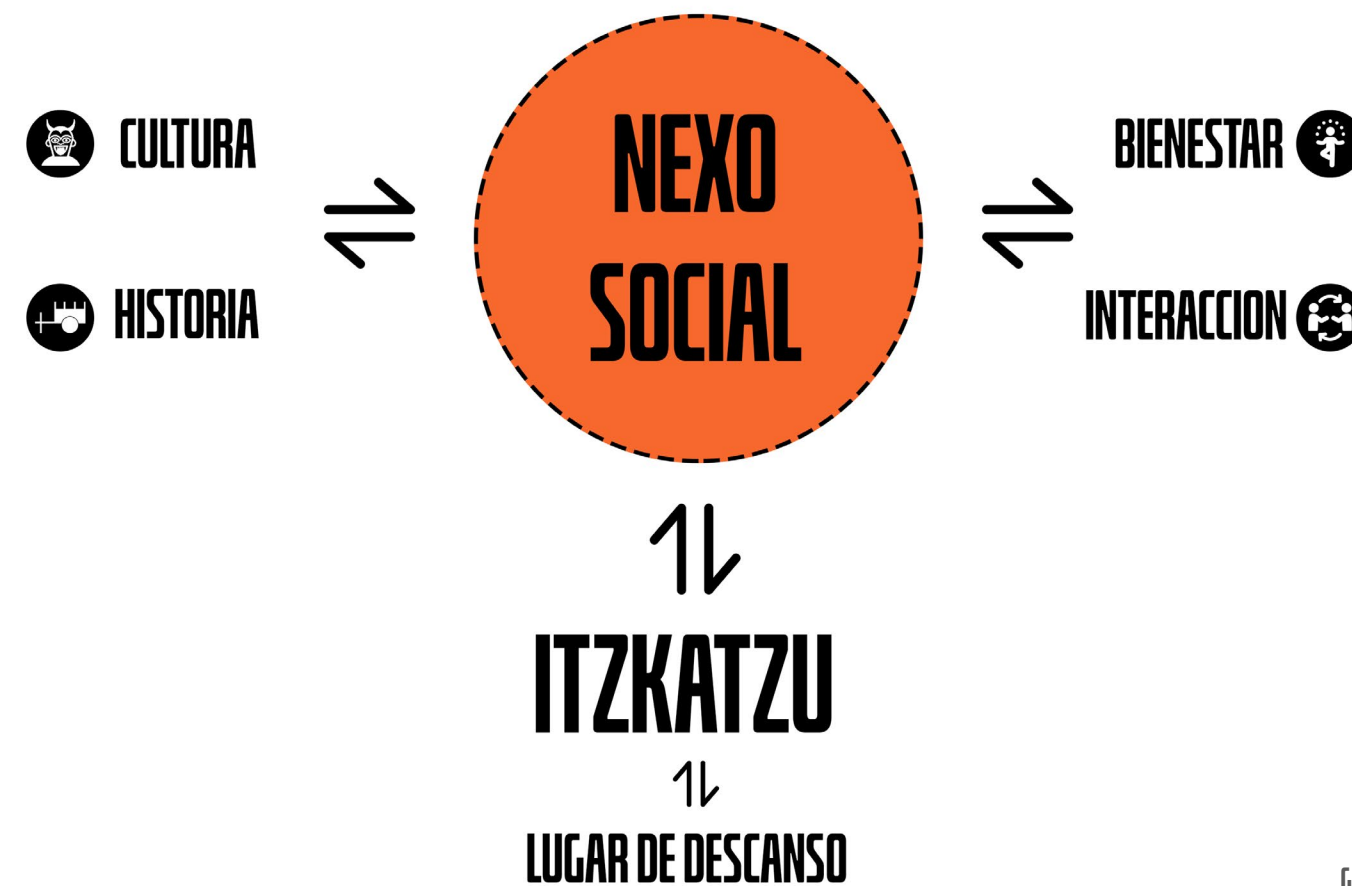 CULTURA
HISTORIA
NEXO
SOCIAL
BIENESTAR
INTERACCION
ITZKATZU
LUGAR DE DESCANSO